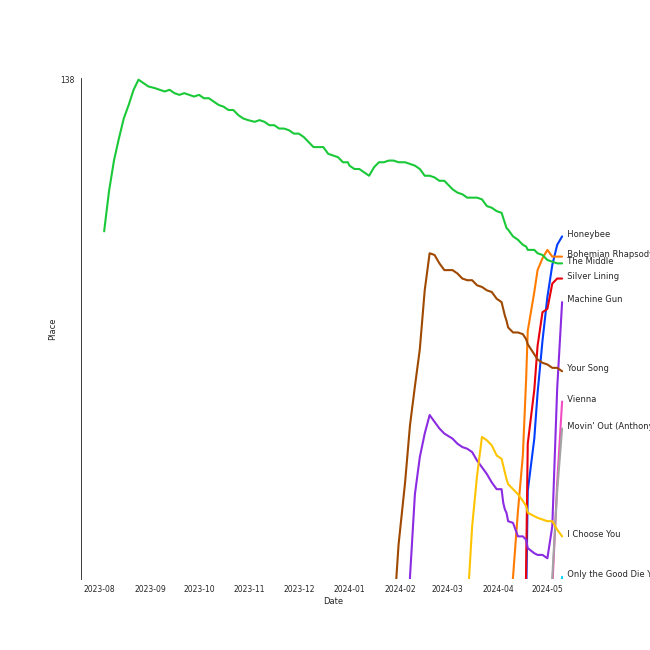 138
Honeybee
Bohemian Rhapsody
The Middle
Silver Lining
Machine Gun
Your Song
Vienna
Movin' Out (Anthony
I Choose You
Only the Good Die Y
Place
2023-08 2023-09 2023-10 2023-11 2023-12 2024-01 2024-02 2024-03 2024-04 2024-05
Date